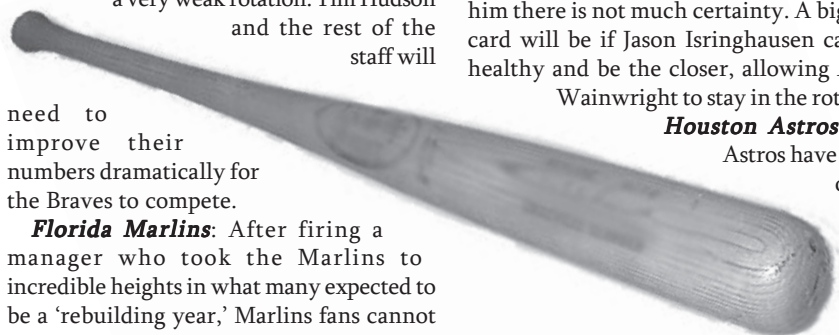 a very weak rotation. Tim Hudson
and the rest of the
staff will
need to
improve their
numbers dramatically for
the Braves to compete.
Florida Marlins: After firing a
manager who took the Marlins to
incredible heights in what many expected to
be a 'rebuilding year,' Marlins fans cannot
him there is not much certainty. A big
card will be if Jason Isringhausen ca
healthy and be the closer, allowing
Wainwright to stay in the rot
Houston Astros
Astros have